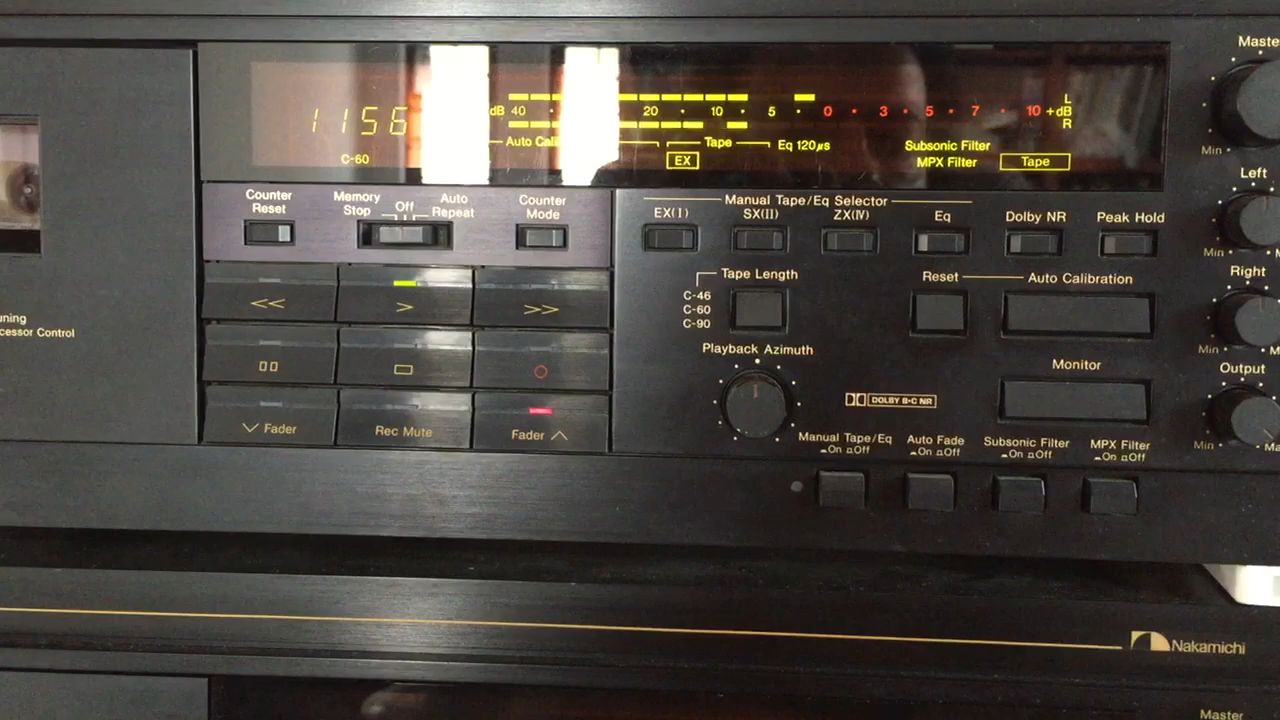 Master
dB 40 20 10 5 0 3 5 7 10 +dB
L
R
1156
C-60
Tape
EX
Eq 120μs
Subsonic Filter
MPX Filter
Tape
Min
Counter Reset
Memory Stop
Off
Auto Repeat
Counter Mode
Manual Tape/Eq Selector
EX(I)
SX(II)
ZX(IV)
Eq
Dolby NR
Peak Hold
Left
Min
<<
>
>>
Tape Length
C-46
C-60
C-90
Reset
Auto Calibration
Right
Min
cessor Control
Playback Azimuth
Monitor
Output
Min
DOLBY B-C NR
Fader
Rec Mute
Fader
Manual Tape/Eq
On Off
Auto Fade
On Off
Subsonic Filter
On Off
MPX Filter
On Off
Nakamichi
Master